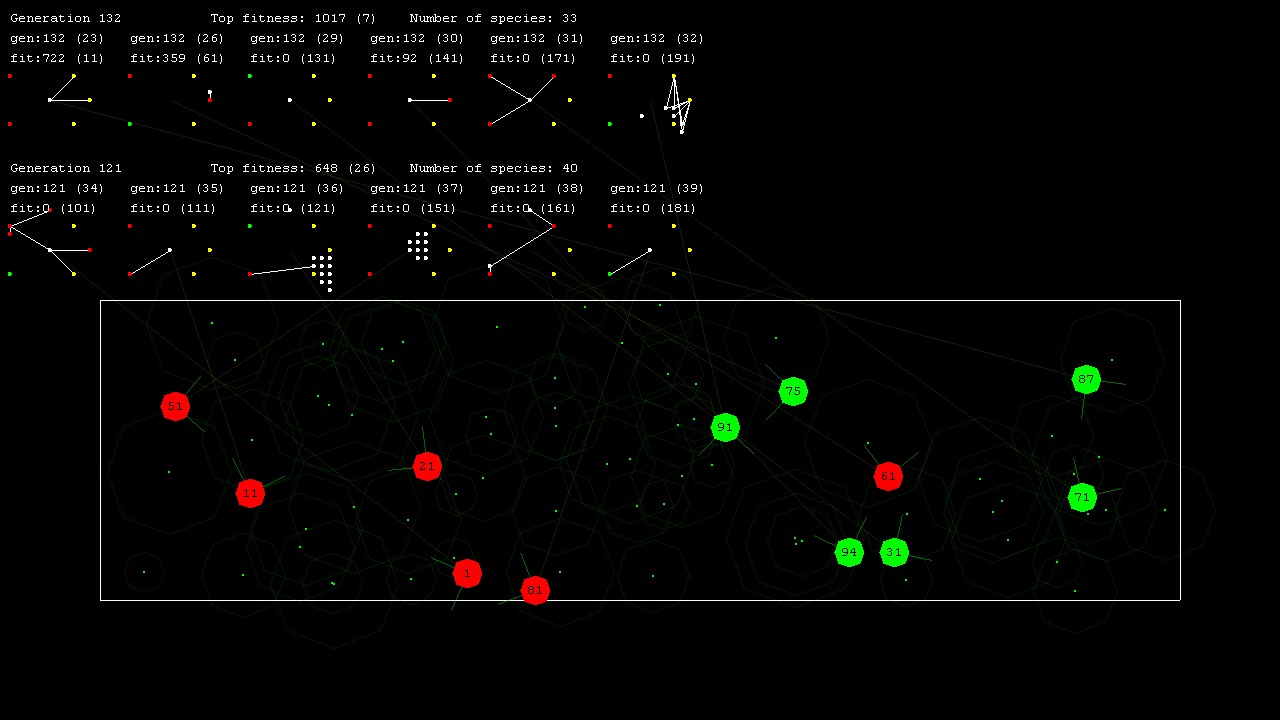 Generation 132 Top fitness: 1017 (7) Number of species: 33
gen:132 (23) gen:132 (26) gen:132 (29) gen:132 (30) gen:132 (31) gen:132 (32)
fit:722 (11) fit:359 (61) fit:0 (131) fit:92 (141) fit:0 (171) fit:0 (191)
Generation 121 Top fitness: 648 (26) Number of species: 40
gen:121 (34) gen:121 (35) gen:121 (36) gen:121 (37) gen:121 (38) gen:121 (39)
fit:0 (101) fit:0 (111) fit:0 (121) fit:0 (151) fit:0 (161) fit:0 (181)
87
75
51
91
21
61
11
71
94
31
1
81